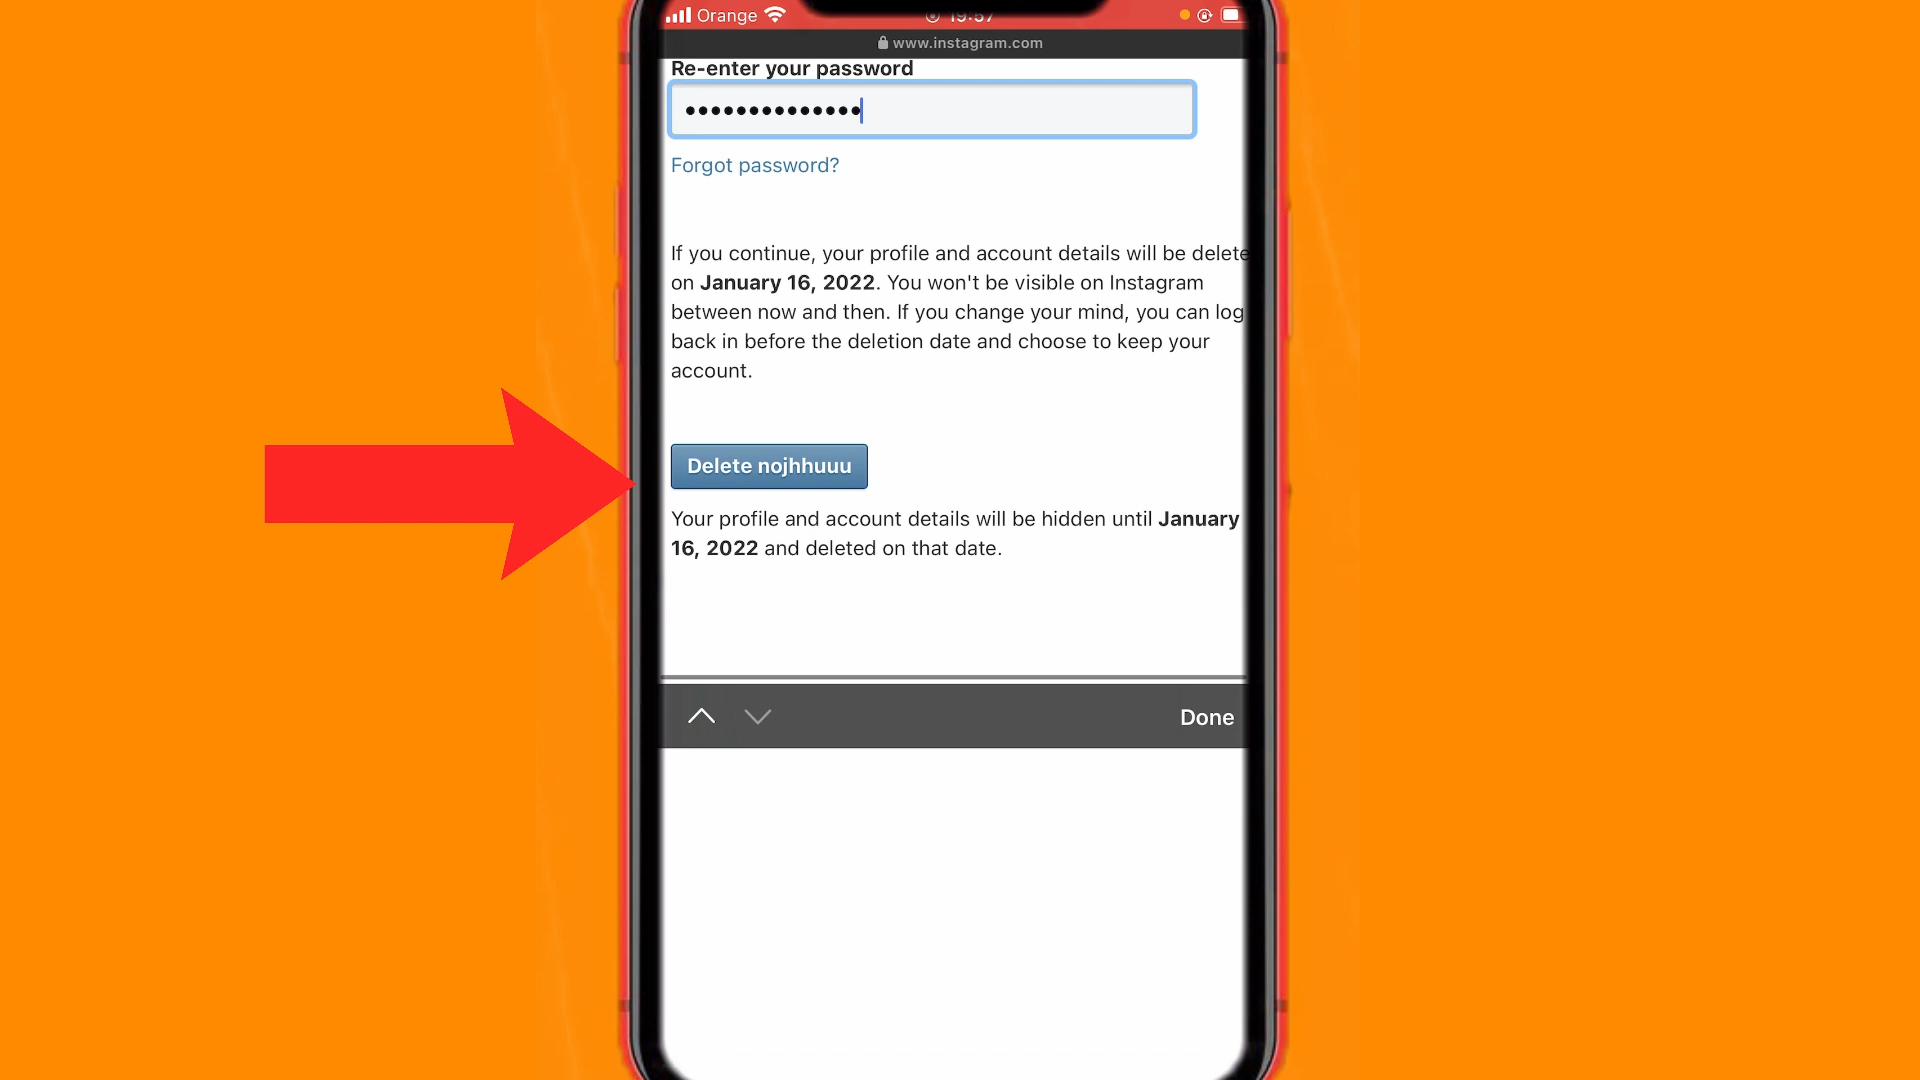 Orange 19:57
www.instagram.com
Re-enter your password
Forgot password?
If you continue, your profile and account details will be delete
on January 16, 2022. You won't be visible on Instagram
between now and then. If you change your mind, you can log
back in before the deletion date and choose to keep your
account.
Delete nojhhuuu
Your profile and account details will be hidden until January
16, 2022 and deleted on that date.
Done